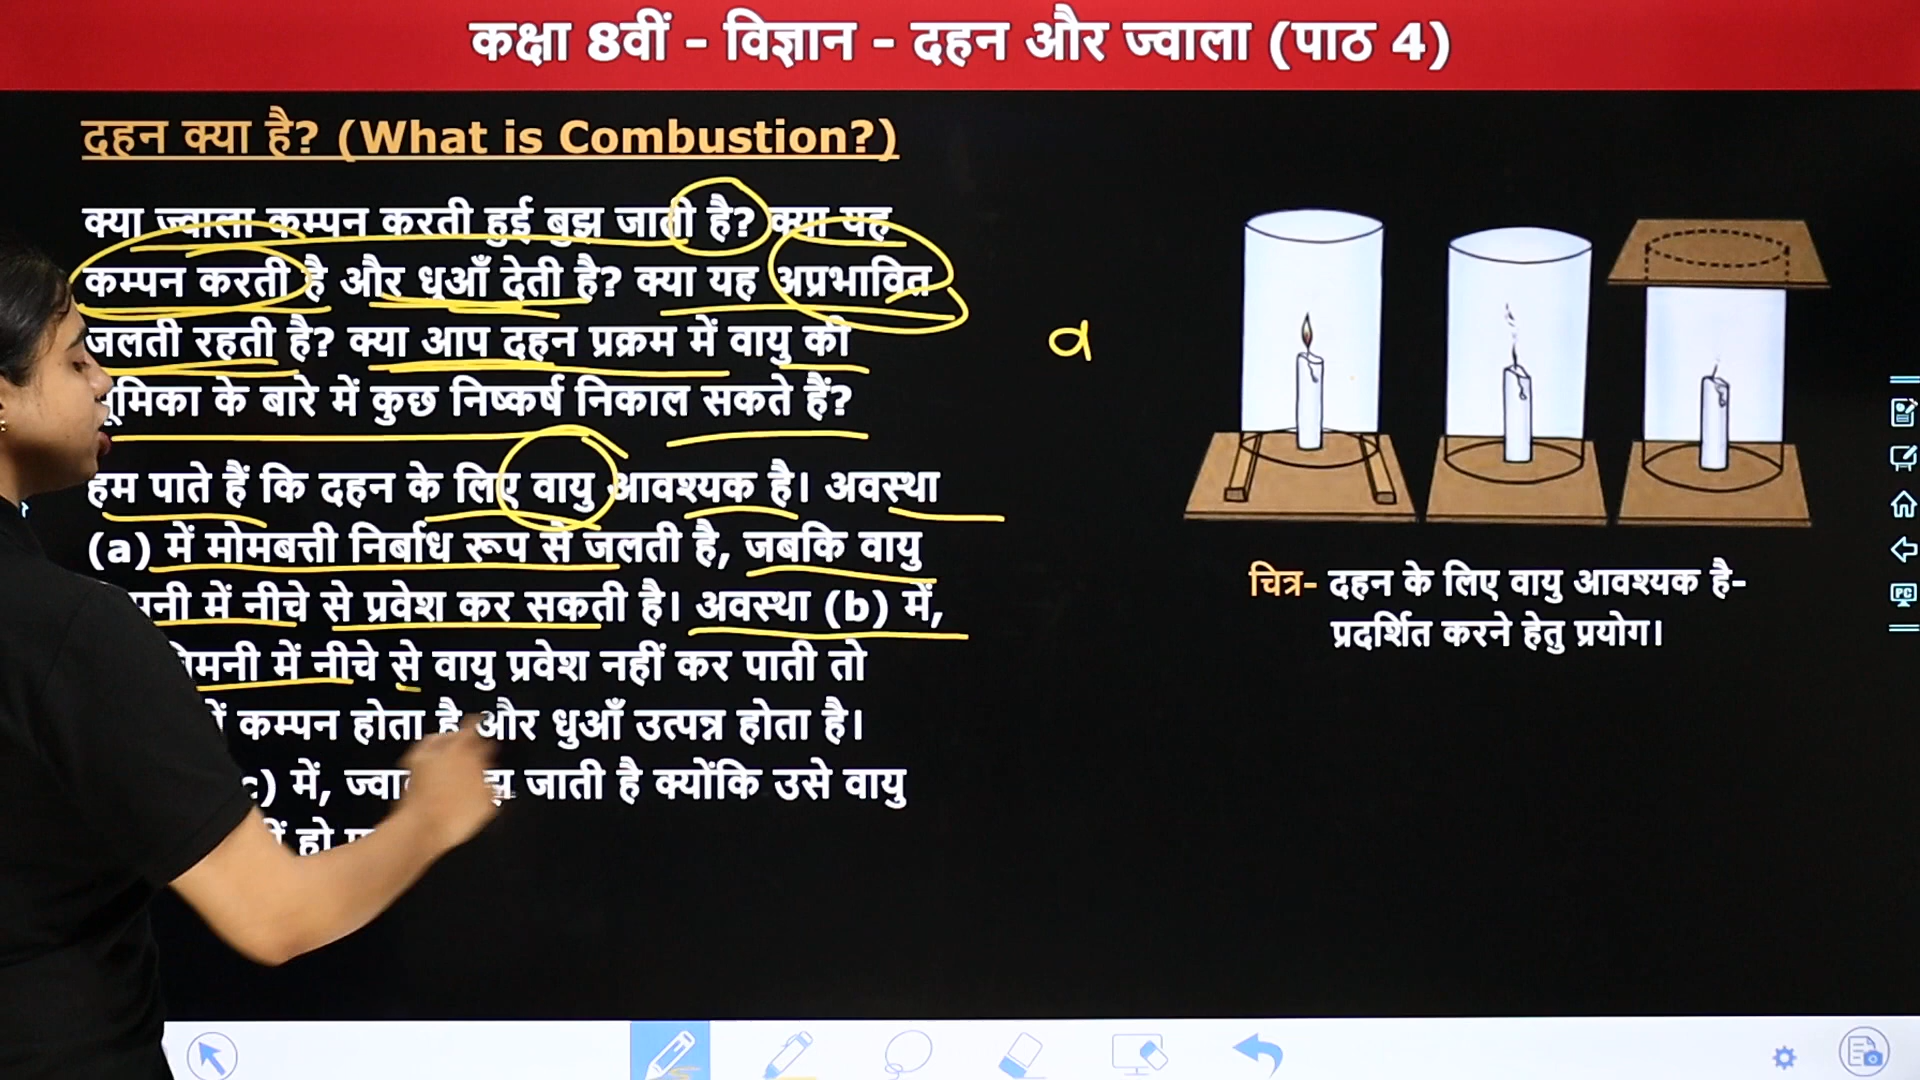 कक्षा 8वीं - विज्ञान - दहन और ज्वाला (पाठ 4)
दहन क्या है? (What is Combustion?)
क्या ज्वाला कम्पन करती हुई बुझ जाती है? क्या यह
कम्पन करती है और धूआँ देती है? क्या यह अप्रभावित
जलती रहती है? क्या आप दहन प्रक्रम में वायु की
भूमिका के बारे में कुछ निष्कर्ष निकाल सकते हैं?
हम पाते हैं कि दहन के लिए वायु आवश्यक है। अवस्था
(a) में मोमबत्ती निर्बाध रूप से जलती है, जबकि वायु
में नीचे से प्रवेश कर सकती है। अवस्था (b) में,
में नीचे से वायु प्रवेश नहीं कर पाती तो
कम्पन होता है और धुआँ उत्पन्न होता है।
में, जाती है क्योंकि उसे वायु
हो
a
चित्र- दहन के लिए वायु आवश्यक है-
प्रदर्शित करने हेतु प्रयोग।
PC